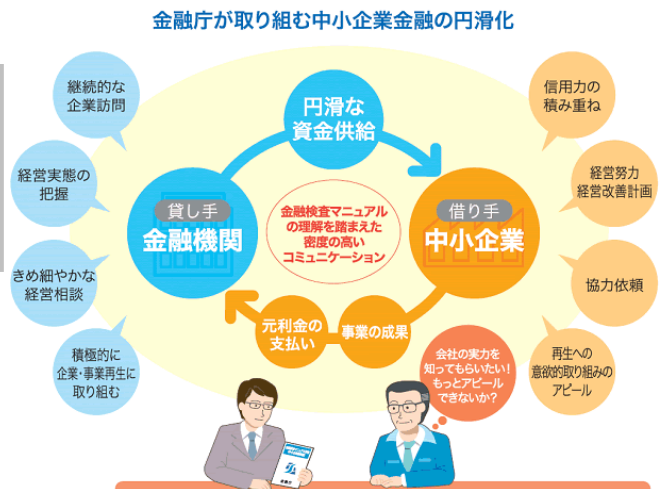 金融庁が取り組む中小企業金融の円滑化
継続的な
企業訪問
経営実態の
把握
きめ細やかな
経営相談
積極的に
企業・事業再生に
取り組む
円滑な
資金供給
貸し手
金融機関
金融検査マニュアル
の理解を踏まえた
密度の高い
コミュニケーション
借り手
中小企業
元利金の
支払い
事業の成果
信用力の
積み重ね
経営努力
経営改善計画
協力依頼
再生への
意欲的取り組みの
アピール
会社の実力を
知ってもらいたい!
もっとアピール
できないか?